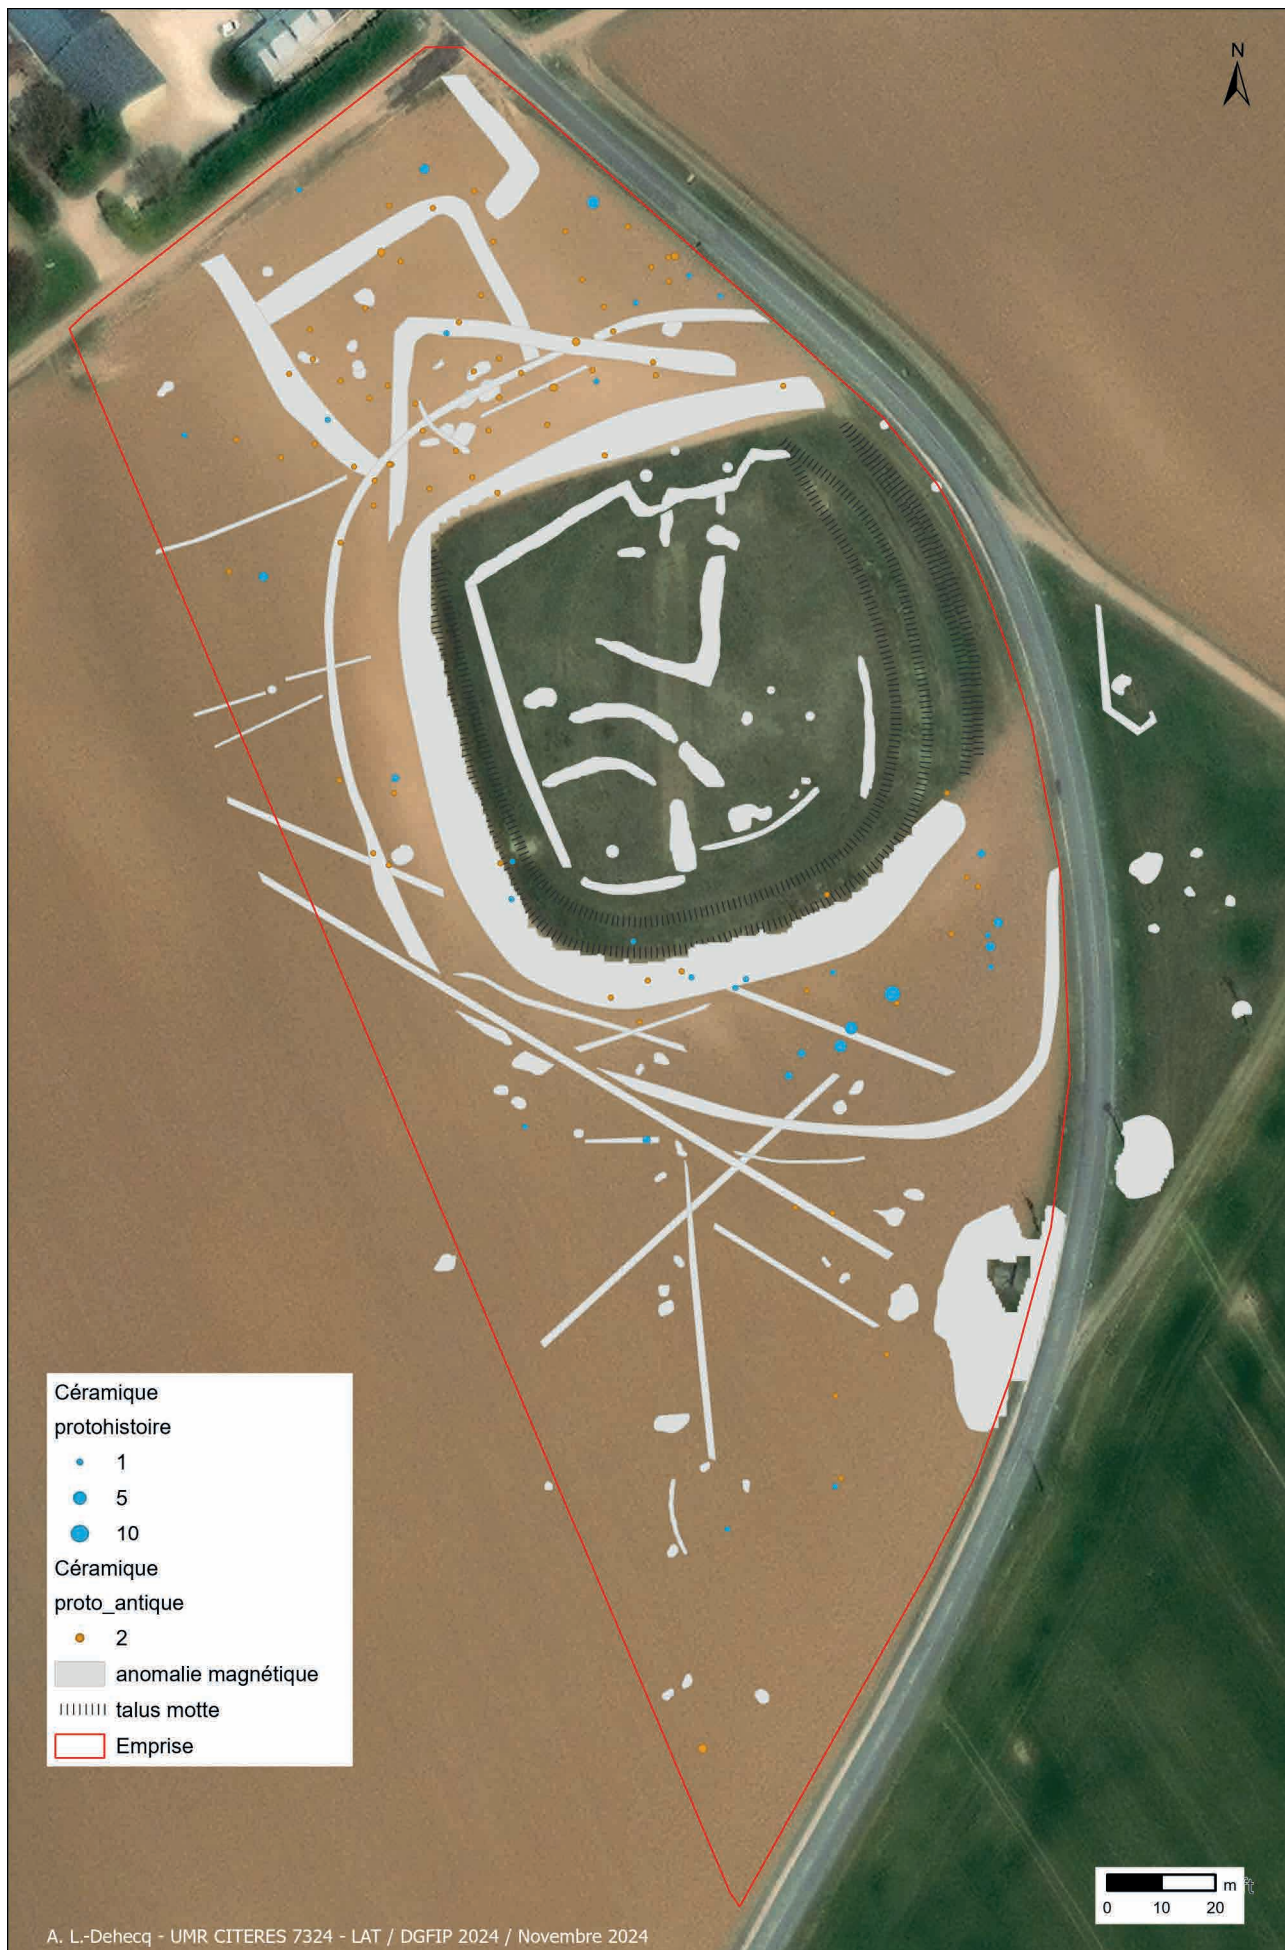 N
Céramique
protohistoire
1
5
10
Céramique
proto_antique
2
anomalie magnétique
talus motte
Emprise
m
0 10 20
A. L.-Dehecq - UMR CITERES 7324 - LAT / DGFIP 2024 / Novembre 2024